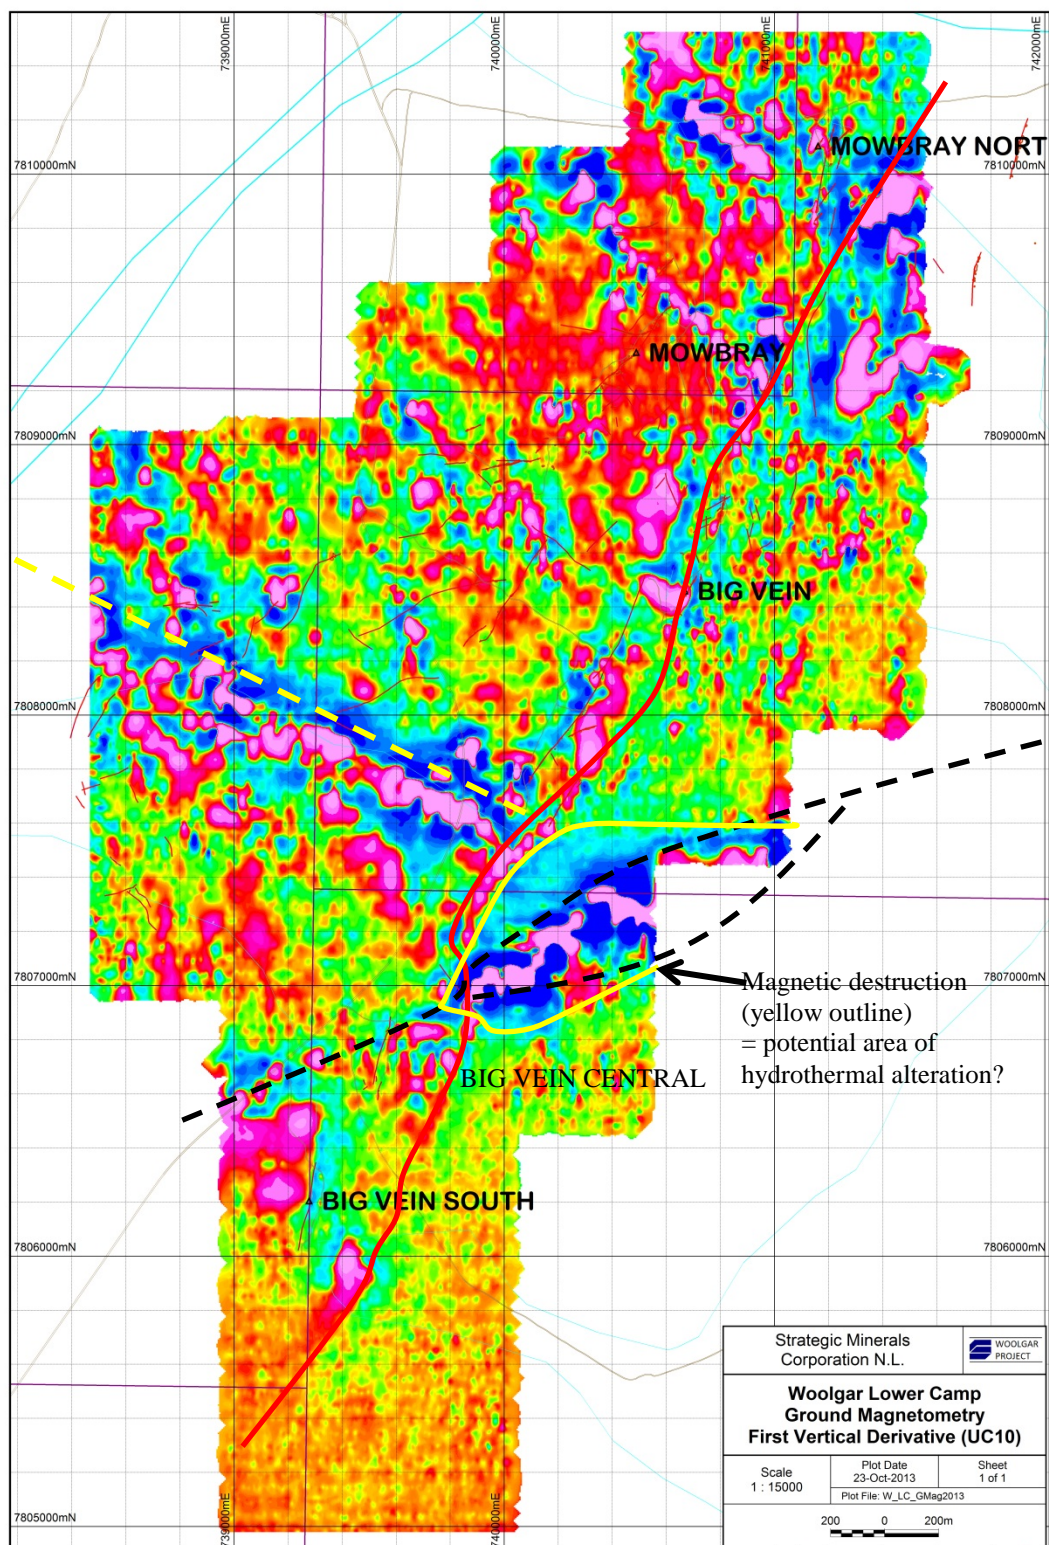 739000mE
740000mE
741000mE
742000mE
MOWBRAY NORT
7810000mN
7810000mN
MOWBRAY
7809000mN
7809000mN
BIG VEIN
7808000mN
7808000mN
7807000mN
7807000mN
Magnetic destruction
(yellow outline)
= potential area of
hydrothermal alteration?
BIG VEIN CENTRAL
BIG VEIN SOUTH
7806000mN
7806000mN
Strategic Minerals
Corporation N.L.
WOOLGAR
PROJECT
Woolgar Lower Camp
Ground Magnetometry
First Vertical Derivative (UC10)
Scale
1 : 15000
Plot Date
23-Oct-2013
Sheet
1 of 1
Plot File: W_LC_GMag2013
200 0 200m
7805000mN
739000mE
740000mE